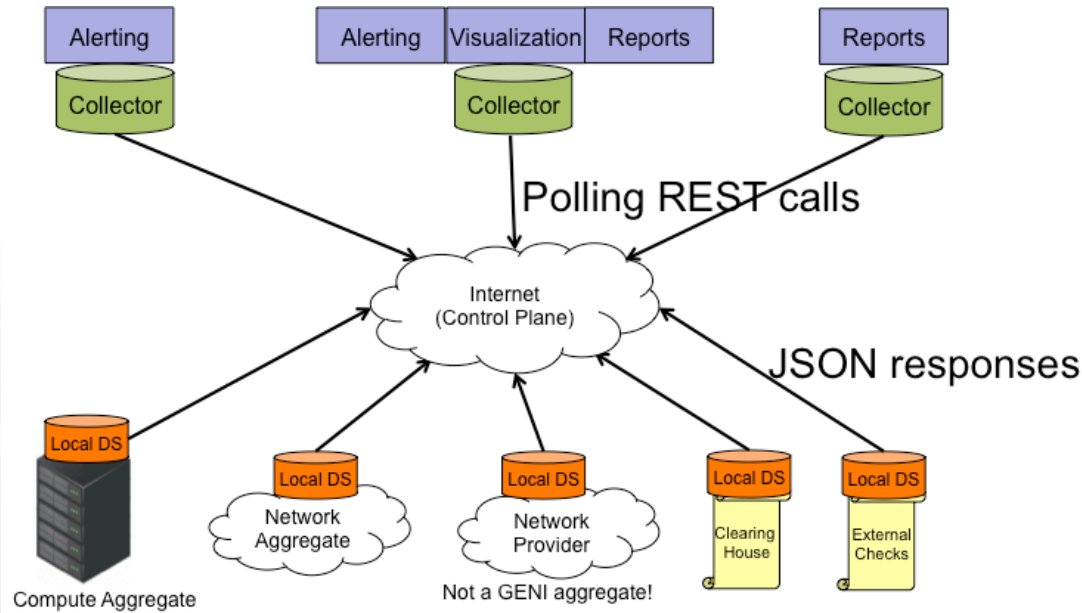 Alerting
Alerting
Visualization
Reports
Reports
Collector
Collector
Collector
Polling REST calls
Internet
(Control Plane)
JSON responses
Local DS
Local DS
Local DS
Local DS
Local DS
Network
Aggregate
Network
Provider
Clearing
House
External
Checks
Not a GENI aggregate!
Compute Aggregate